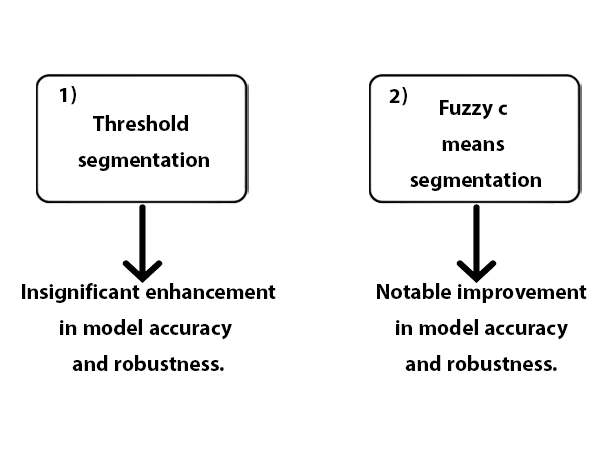 1)
Threshold
segmentation
Insignificant enhancement
in model accuracy
and robustness.
2)
Fuzzy c
means
segmentation
Notable improvement
in model accuracy
and robustness.